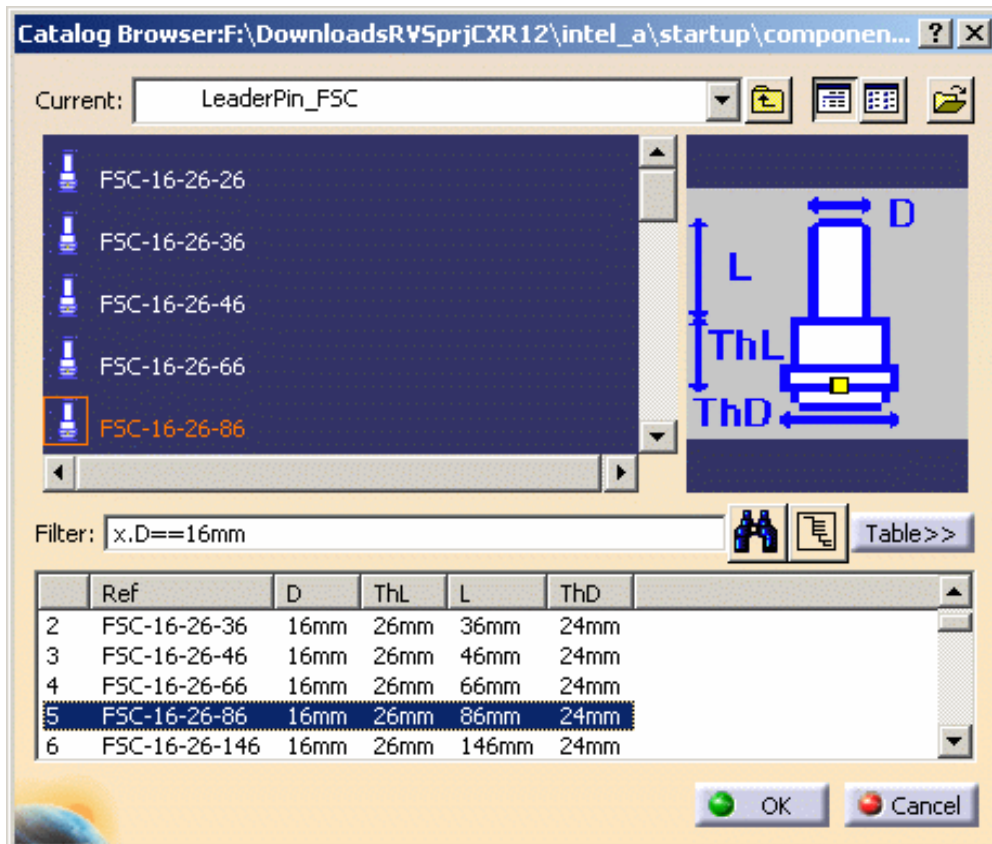 Catalog Browser:F:\DownloadsRVSprjCXR12\intel_a\startup\componen... ? X
Current: LeaderPin_FSC
FSC-16-26-26
FSC-16-26-36
FSC-16-26-46
FSC-16-26-66
FSC-16-26-86
D
L
ThL
ThD
Filter: x.D==16mm Table>>
Ref D ThL L ThD
2 FSC-16-26-36 16mm 26mm 36mm 24mm
3 FSC-16-26-46 16mm 26mm 46mm 24mm
4 FSC-16-26-66 16mm 26mm 66mm 24mm
5 FSC-16-26-86 16mm 26mm 86mm 24mm
6 FSC-16-26-146 16mm 26mm 146mm 24mm
OK Cancel